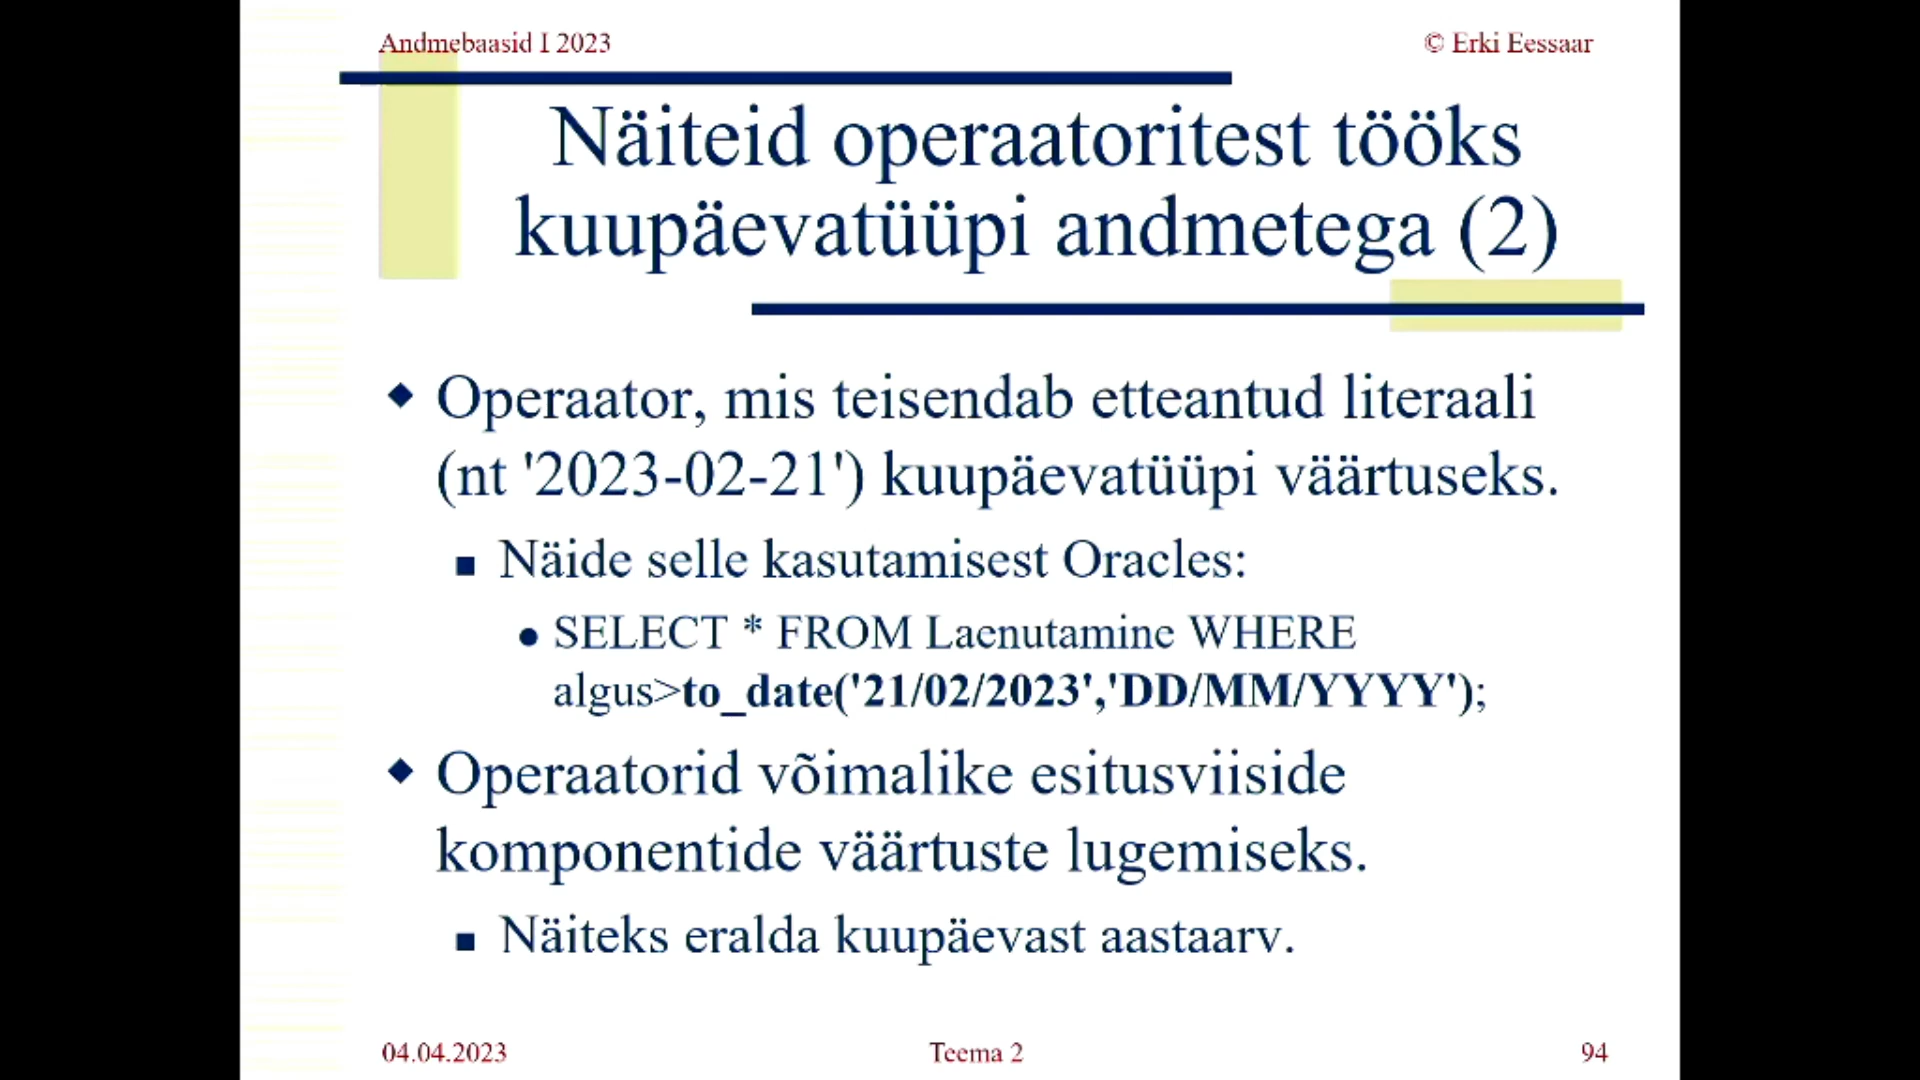 Andmebaasid I 2023
© Erki Eessaar
Näiteid operaatoritest tööks
kuupäevatüüpi andmetega (2)
Operaator, mis teisendab etteantud literaali
(nt '2023-02-21') kuupäevatüüpi väärtuseks.
Näide selle kasutamisest Oracles:
SELECT * FROM Laenutamine WHERE
algus>to_date('21/02/2023','DD/MM/YYYY');
Operaatorid võimalike esitusviiside
komponentide väärtuste lugemiseks.
Näiteks eralda kuupäevast aastaarv.
04.04.2023
Teema 2
94